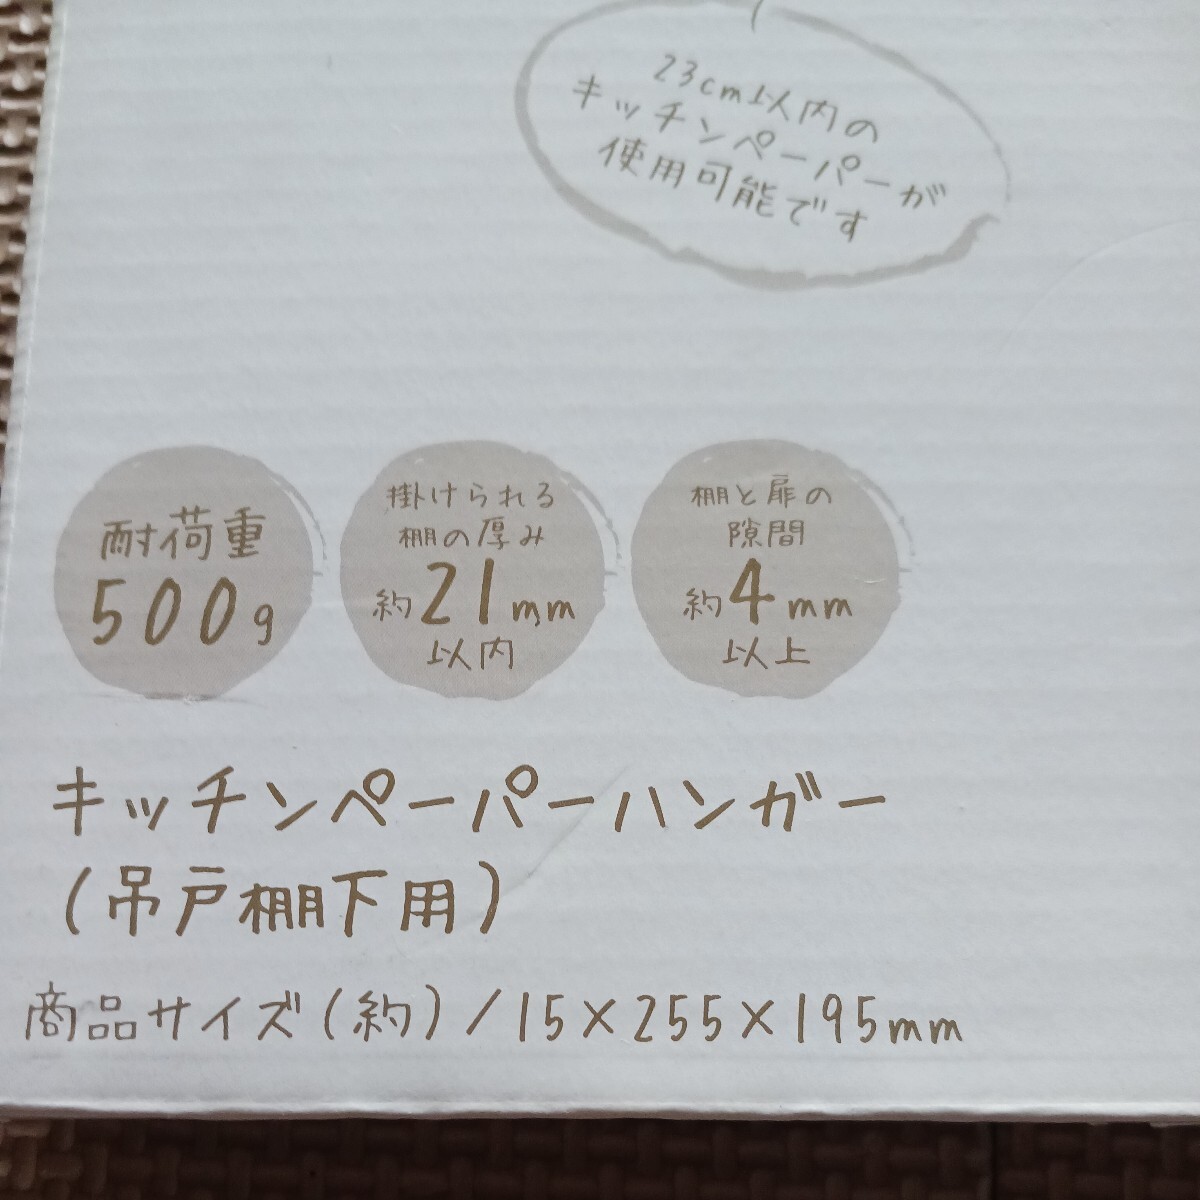 23cm以内の
キッチンペーパーが
使用可能です
耐荷重
500g
掛けられる
棚の厚み
約21mm
以内
棚と扉の
隙間
約4mm
以上
キッチンペーパーハンガー
(吊戸棚下用)
商品サイズ(約)/15×255×195mm